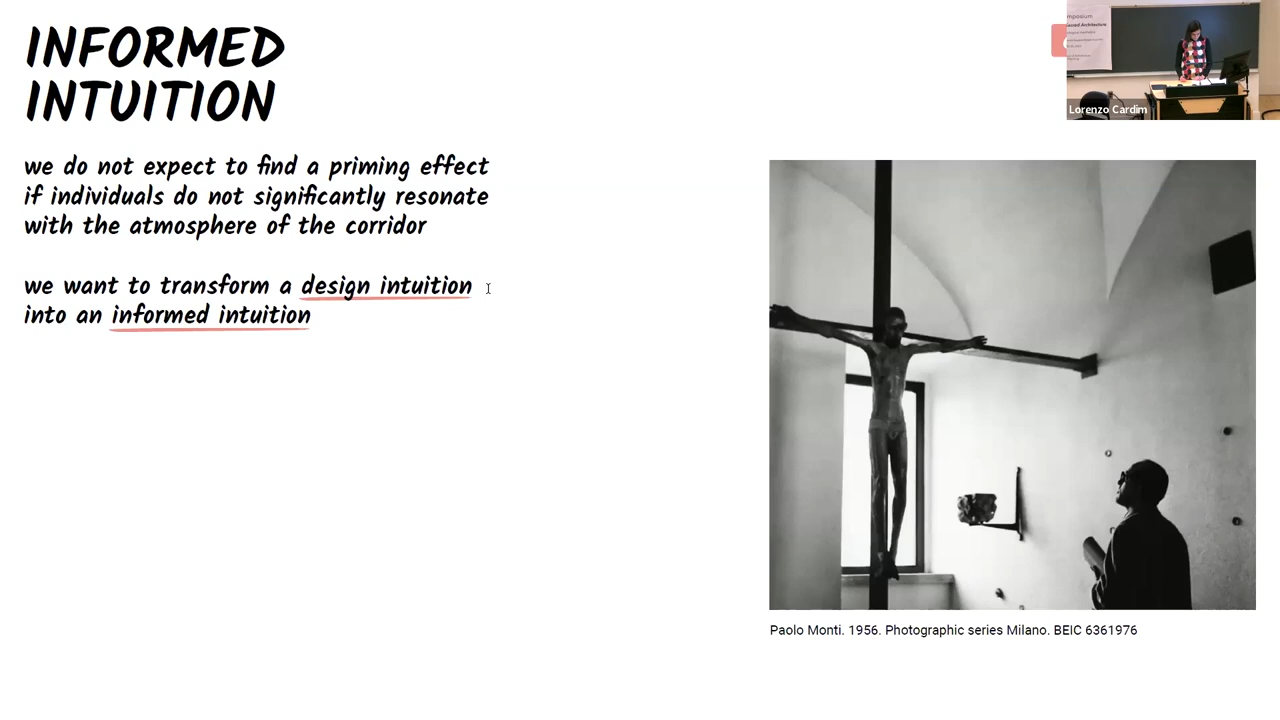 INFORMED
INTUITION
we do not expect to find a priming effect
if individuals do not significantly resonate
with the atmosphere of the corridor
we want to transform a design intuition
into an informed intuition
Paolo Monti. 1956. Photographic series Milano. BEIC 6361976
Lorenzo Cardim